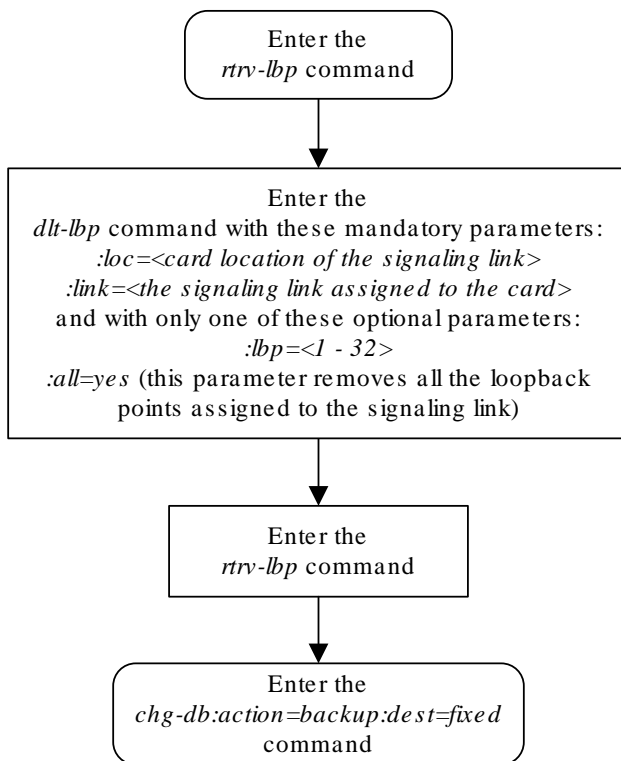 Enter the
rtrv-lbp command
Enter the
dlt-lbp command with these mandatory parameters:
:loc=<card location of the signaling link>
:link=<the signaling link assigned to the card>
and with only one of these optional parameters:
:lbp=<1 - 32>
:all=yes (this parameter removes all the loopback
points assigned to the signaling link)
Enter the
rtrv-lbp command
Enter the
chg-db:action=backup:dest=fixed
command